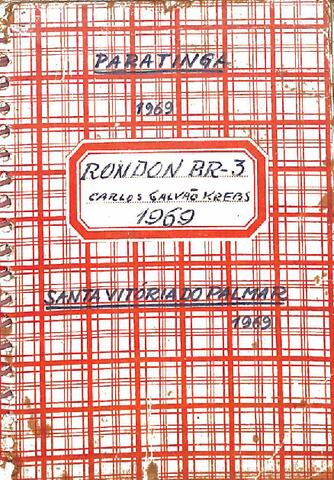 PARATINGA
1969
RONDON BR-3
CARLOS GALVÃO KREBS
1969
SANTA VITÓRIA DO PALMAR
1969